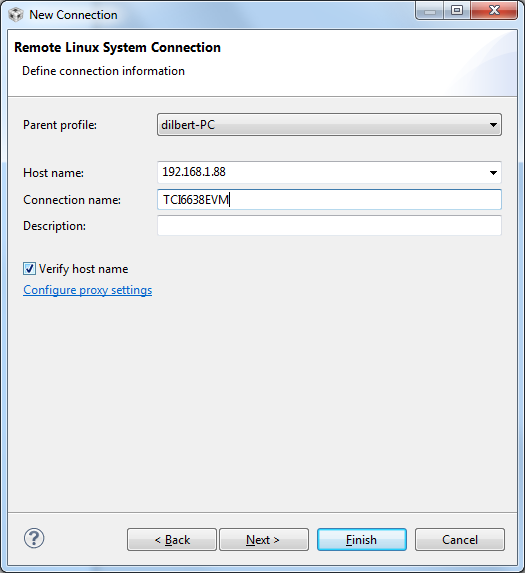 New Connection
Remote Linux System Connection
Define connection information
Parent profile: dilbert-PC
Host name: 192.168.1.88
Connection name: TCI6638EVM
Description:
Verify host name
Configure proxy settings
? < Back Next > Finish Cancel